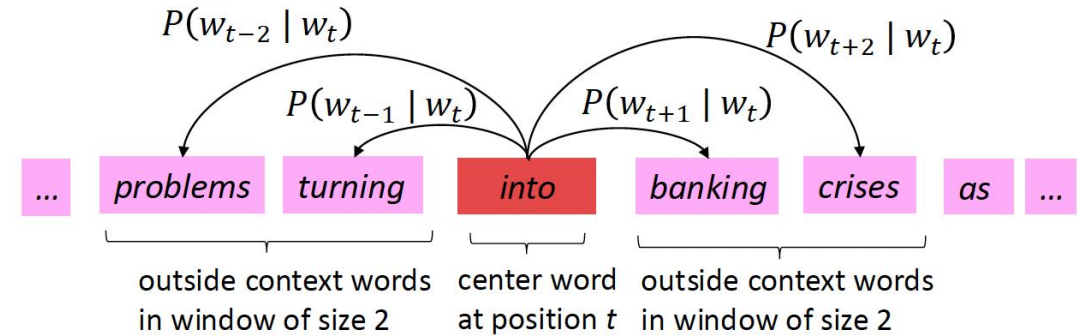 P(w_{t−2} | w_t)
P(w_{t+2} | w_t)
P(w_{t−1} | w_t)
P(w_{t+1} | w_t)
... problems turning into banking crises as ...
outside context words
in window of size 2
center word
at position t
outside context words
in window of size 2